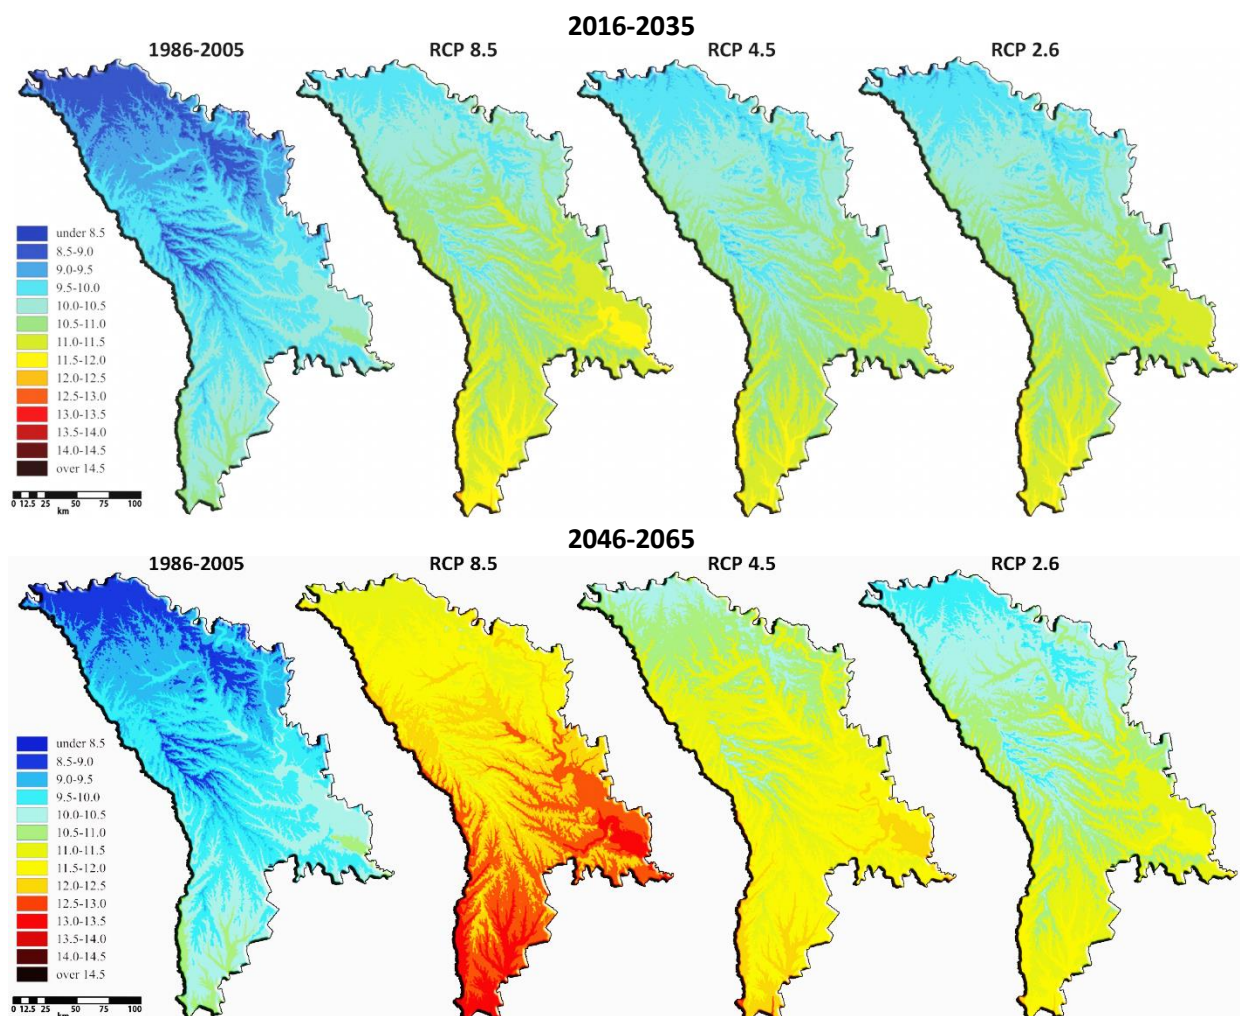 2016-2035
1986-2005
RCP 8.5
RCP 4.5
RCP 2.6
under 8.5
8.5-9.0
9.0-9.5
9.5-10.0
10.0-10.5
10.5-11.0
11.0-11.5
11.5-12.0
12.0-12.5
12.5-13.0
13.0-13.5
13.5-14.0
14.0-14.5
over 14.5
0 12.5 25 50 75 100
km
2046-2065
1986-2005
RCP 8.5
RCP 4.5
RCP 2.6
under 8.5
8.5-9.0
9.0-9.5
9.5-10.0
10.0-10.5
10.5-11.0
11.0-11.5
11.5-12.0
12.0-12.5
12.5-13.0
13.0-13.5
13.5-14.0
14.0-14.5
over 14.5
0 12.5 25 50 75 100
km